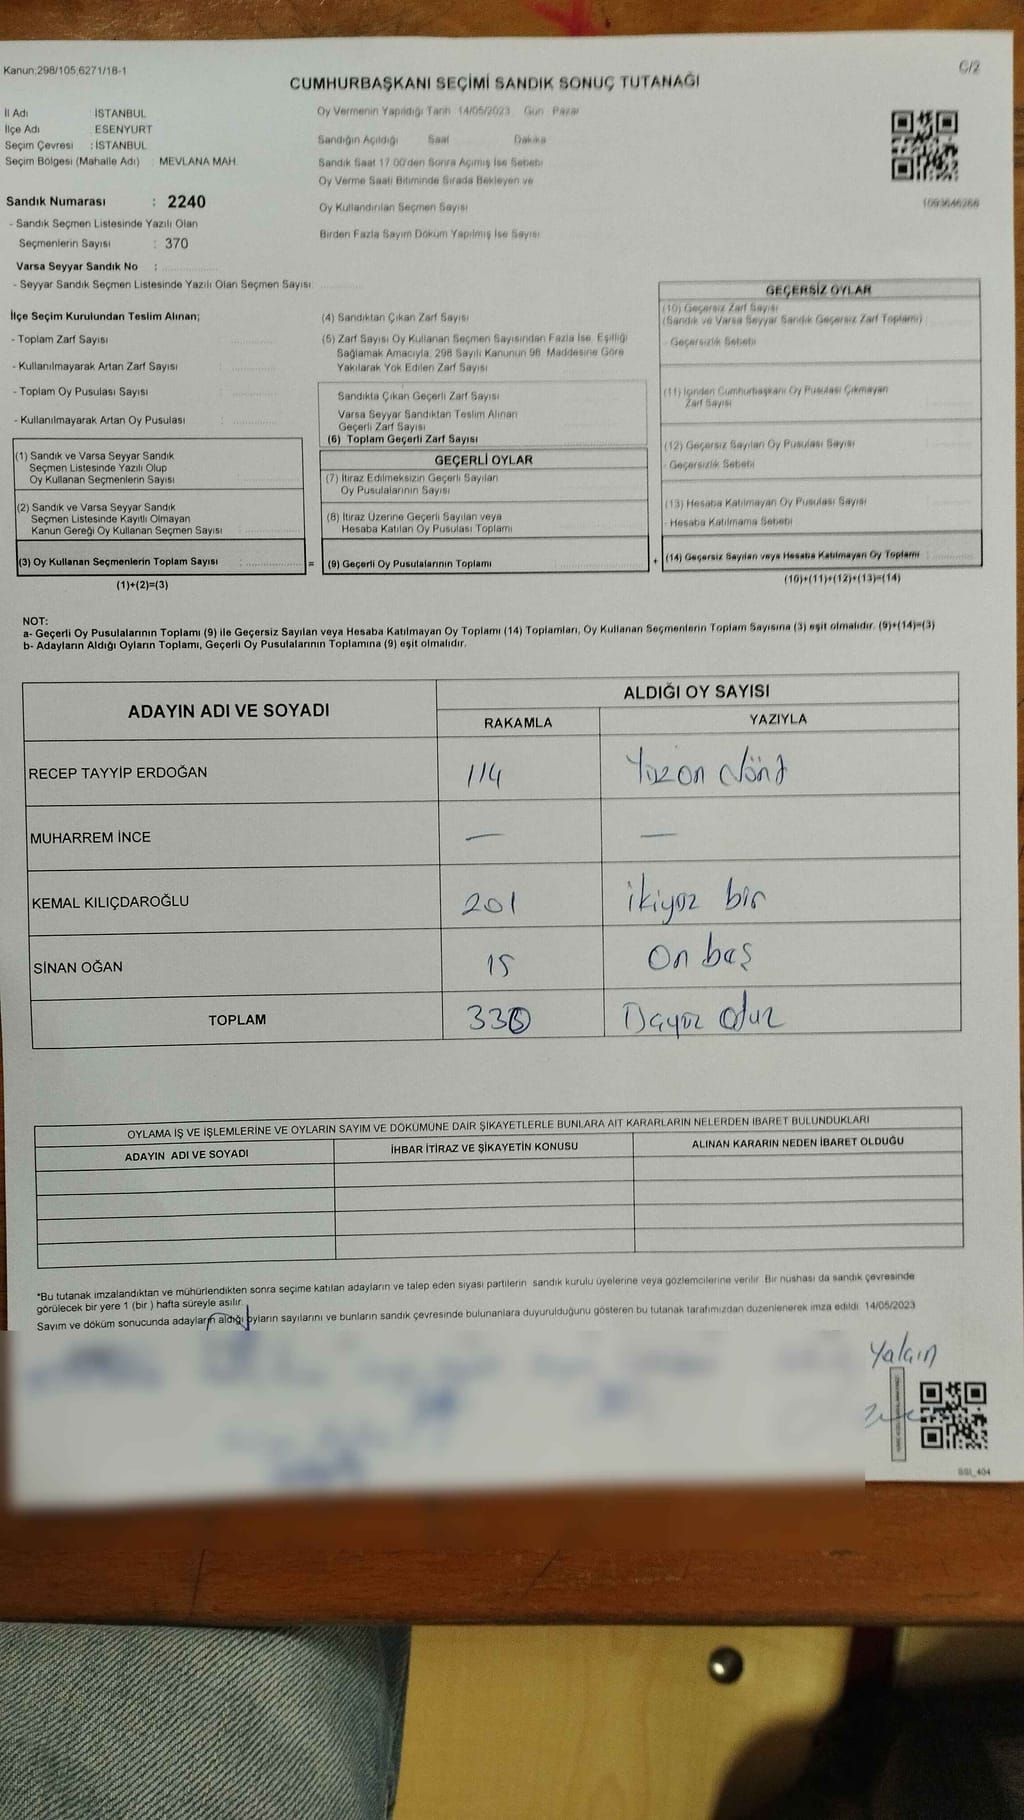 Kanun;298/105,6271/18-1
C/2
CUMHURBAŞKANI SEÇİMİ SANDIK SONUÇ TUTANAĞI
İl Adı İSTANBUL
İlçe Adı ESENYURT
Seçim Çevresi : İSTANBUL
Seçim Bölgesi (Mahalle Adı) : MEVLANA MAH.
Sandık Numarası : 2240
- Sandık Seçmen Listesinde Yazılı Olan
Seçmenlerin Sayısı : 370
Varsa Seyyar Sandık No :
- Seyyar Sandık Seçmen Listesinde Yazılı Olan Seçmen Sayısı
Oy Vermenin Yapıldığı Tarih 14/05/2023 Gün Pazar
Sandığın Açıldığı Saat Dakika
Sandık Saat 17.00'den Sonra Açılmış İse Sebebi
Oy Verme Saati Bitiminde Sırada Bekleyen ve
Oy Kullandırılan Seçmen Sayısı
Birden Fazla Sayım Döküm Yapılmış İse Sayısı
1093646266
İlçe Seçim Kurulundan Teslim Alınan;
- Toplam Zarf Sayısı
- Kullanılmayarak Artan Zarf Sayısı
- Toplam Oy Pusulası Sayısı
- Kullanılmayarak Artan Oy Pusulası :
(1) Sandık ve Varsa Seyyar Sandık
Seçmen Listesinde Yazılı Olup
Oy Kullanan Seçmenlerin Sayısı
(2) Sandık ve Varsa Seyyar Sandık
Seçmen Listesinde Kayıtlı Olmayan
Kanun Gereği Oy Kullanan Seçmen Sayısı
(3) Oy Kullanan Seçmenlerin Toplam Sayısı
(1)+(2)=(3)
=
(4) Sandıktan Çıkan Zarf Sayısı
(5) Zarf Sayısı Oy Kullanan Seçmen Sayısından Fazla İse, Eşitliği
Sağlamak Amacıyla, 298 Sayılı Kanunun 98. Maddesine Göre
Yakılarak Yok Edilen Zarf Sayısı
Sandıkta Çıkan Geçerli Zarf Sayısı
Varsa Seyyar Sandıktan Teslim Alınan
Geçerli Zarf Sayısı
(6) Toplam Geçerli Zarf Sayısı
GEÇERLİ OYLAR
(7) İtiraz Edilmeksizin Geçerli Sayılan
Oy Pusulalarının Sayısı
(8) İtiraz Üzerine Geçerli Sayılan veya
Hesaba Katılan Oy Pusulası Toplamı
(9) Geçerli Oy Pusulalarının Toplamı
+
GEÇERSİZ OYLAR
(10) Geçersiz Zarf Sayısı
(Sandık ve Varsa Seyyar Sandık Geçersiz Zarf Toplamı)
- Geçersizlik Sebebi
(11) İçinden Cumhurbaşkanı Oy Pusulası Çıkmayan
Zarf Sayısı
(12) Geçersiz Sayılan Oy Pusulası Sayısı
- Geçersizlik Sebebi
(13) Hesaba Katılmayan Oy Pusulası Sayısı
- Hesaba Katılmama Sebebi
(14) Geçersiz Sayılan veya Hesaba Katılmayan Oy Toplamı
(10)+(11)+(12)+(13)=(14)
NOT:
a- Geçerli Oy Pusulalarının Toplamı (9) ile Geçersiz Sayılan veya Hesaba Katılmayan Oy Toplamı (14) Toplamları, Oy Kullanan Seçmenlerin Toplam Sayısına (3) eşit olmalıdır. (9)+(14)=(3)
b- Adayların Aldığı Oyların Toplamı, Geçerli Oy Pusulalarının Toplamına (9) eşit olmalıdır.
ADAYIN ADI VE SOYADI
ALDIĞI OY SAYISI
RAKAMLA YAZIYLA
RECEP TAYYİP ERDOĞAN 114 Yüz on dört
MUHARREM İNCE — —
KEMAL KILIÇDAROĞLU 201 ikiyüz bir
SİNAN OĞAN 15 On beş
TOPLAM 330 otuz
OYLAMA İŞ VE İŞLEMLERİNE VE OYLARIN SAYIM VE DÖKÜMÜNE DAİR ŞİKAYETLERLE BUNLARA AİT KARARLARIN NELERDEN İBARET BULUNDUKLARI
ADAYIN ADI VE SOYADI İHBAR İTİRAZ VE ŞİKAYETİN KONUSU ALINAN KARARIN NEDEN İBARET OLDUĞU
*Bu tutanak imzalandıktan ve mühürlendikten sonra seçime katılan adayların ve talep eden siyasi partilerin sandık kurulu üyelerine veya gözlemcilerine verilir. Bir nüshası da sandık çevresinde
görülecek bir yere 1 (bir ) hafta süreyle asılır.
Sayım ve döküm sonucunda adayların aldığı oyların sayılarını ve bunların sandık çevresinde bulunanlara duyurulduğunu gösteren bu tutanak tarafımızdan düzenlenerek imza edildi. 14/05/2023
Yalçın